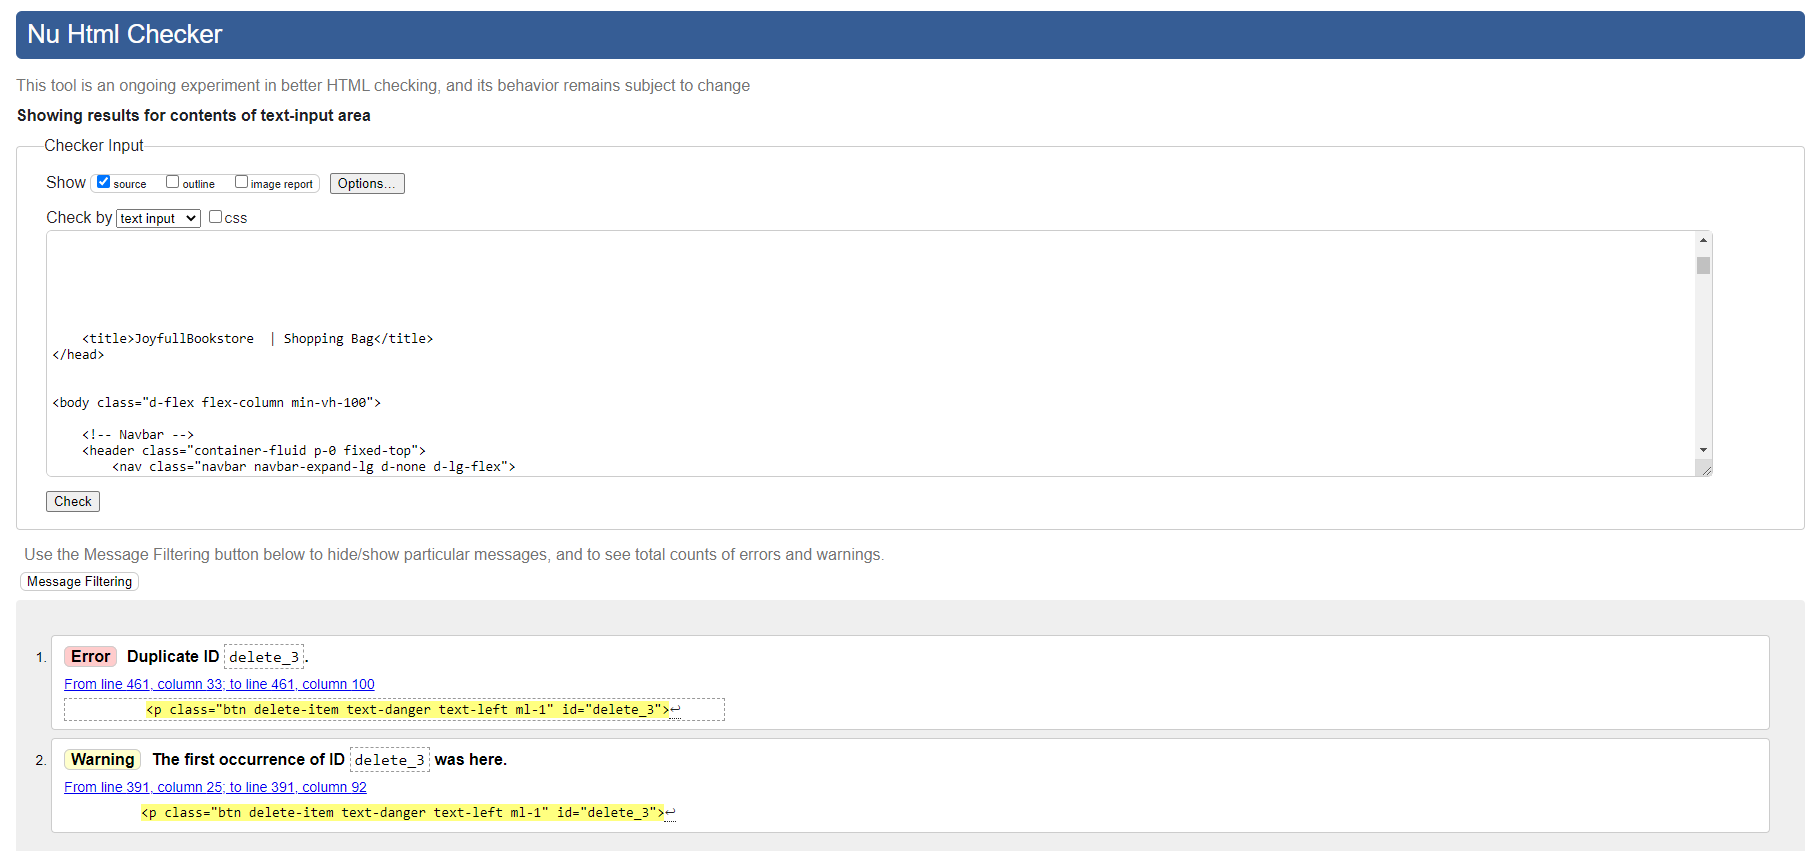 Nu Html Checker
This tool is an ongoing experiment in better HTML checking, and its behavior remains subject to change
Showing results for contents of text-input area
Checker Input
Show source outline image report Options...
Check by text input css
<title>JoyfullBookstore  | Shopping Bag</title>
</head>
<body class="d-flex flex-column min-vh-100">
<!-- Navbar -->
<header class="container-fluid p-0 fixed-top">
<nav class="navbar navbar-expand-lg d-none d-lg-flex">
Check
Use the Message Filtering button below to hide/show particular messages, and to see total counts of errors and warnings.
Message Filtering
1. Error Duplicate ID delete_3.
From line 461, column 33; to line 461, column 100
<p class="btn delete-item text-danger text-left ml-1" id="delete_3">↩
2. Warning The first occurrence of ID delete_3 was here.
From line 391, column 25; to line 391, column 92
<p class="btn delete-item text-danger text-left ml-1" id="delete_3">↩